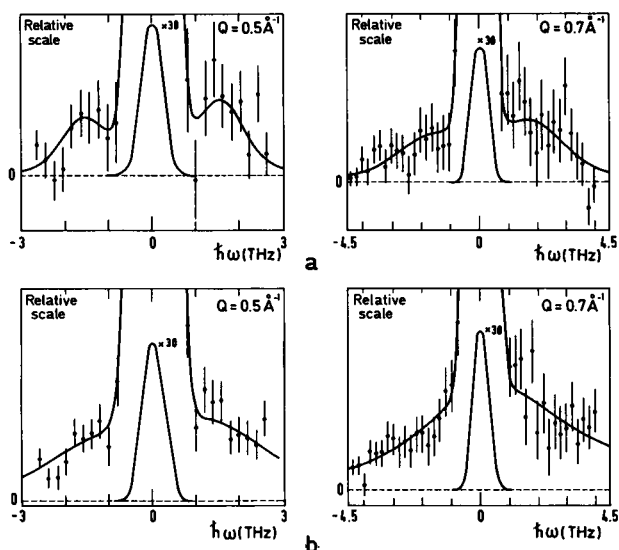 Relative
scale
×30
Q = 0.5 Å⁻¹
0
-3
0
3
ħω(THz)
Relative
scale
×30
Q = 0.7 Å⁻¹
0
-4.5
0
4.5
ħω(THz)
a
Relative
scale
×30
Q = 0.5 Å⁻¹
0
-3
0
3
ħω(THz)
Relative
scale
×30
Q = 0.7 Å⁻¹
0
-4.5
0
4.5
ħω(THz)
b